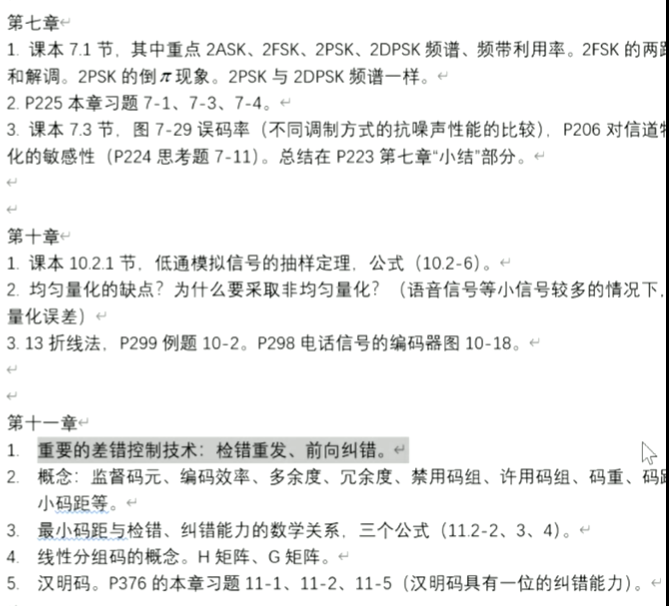 第七章
1. 课本 7.1 节，其中重点 2ASK、2FSK、2PSK、2DPSK 频谱、频带利用率。2FSK 的两
和解调。2PSK 的倒π现象。2PSK 与 2DPSK 频谱一样。
2. P225 本章习题 7-1、7-3、7-4。
3. 课本 7.3 节，图 7-29 误码率（不同调制方式的抗噪声性能的比较），P206 对信道
化的敏感性（P224 思考题 7-11）。总结在 P223 第七章“小结”部分。
第十章
1. 课本 10.2.1 节，低通模拟信号的抽样定理，公式（10.2-6）。
2. 均匀量化的缺点？为什么要采取非均匀量化？（语音信号等小信号较多的情况下，
量化误差）
3. 13 折线法，P299 例题 10-2。P298 电话信号的编码器图 10-18。
第十一章
1. 重要的差错控制技术：检错重发、前向纠错。
2. 概念：监督码元、编码效率、多余度、冗余度、禁用码组、许用码组、码重、码
小码距等。
3. 最小码距与检错、纠错能力的数学关系，三个公式（11.2-2、3、4）。
4. 线性分组码的概念。H 矩阵、G 矩阵。
5. 汉明码。P376 的本章习题 11-1、11-2、11-5（汉明码具有一位的纠错能力）。